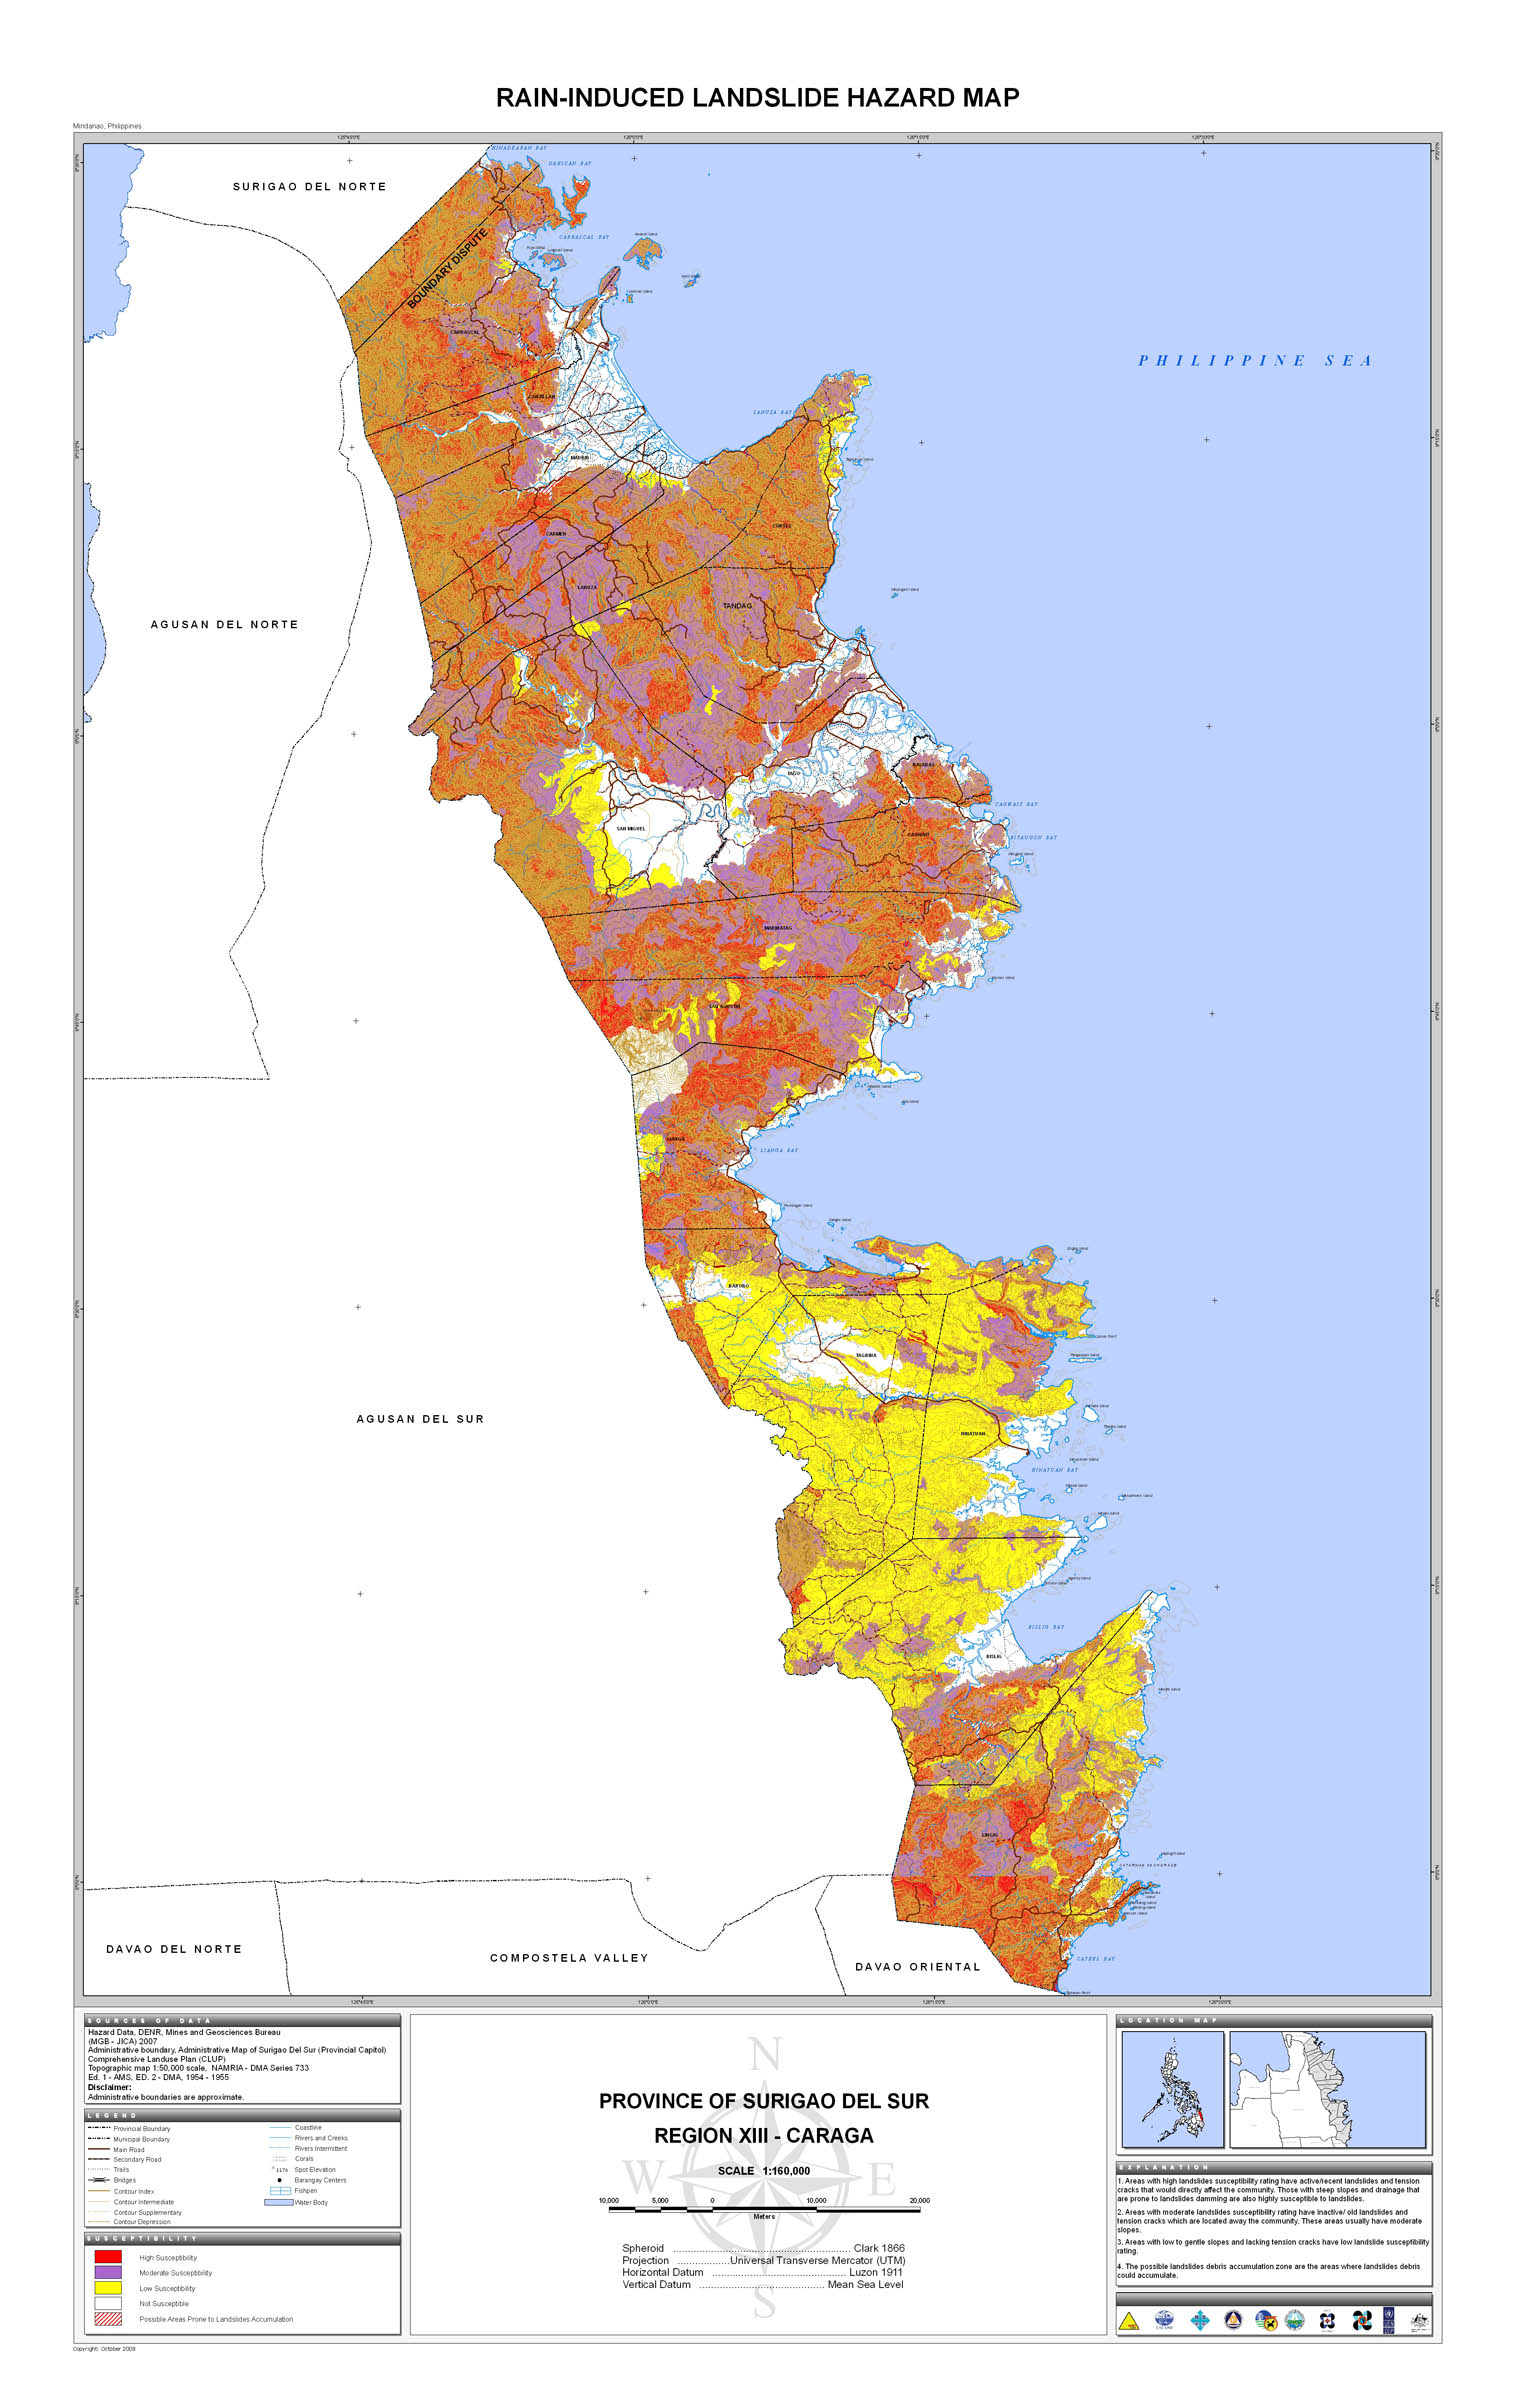 RAIN-INDUCED LANDSLIDE HAZARD MAP
Mindanao, Philippines
SURIGAO DEL NORTE
BOUNDARY DISPUTE
CARRASCAL BAY
CARRASCAL
PHILIPPINE SEA
LANUZA BAY
MADRID
CARMEN
CORTES
LANUZA
TANDAG
AGUSAN DEL NORTE
TAGO
BAYABAS
CAGWAIT BAY
SAN MIGUEL
CAGWAIT
MARIHATAG
SAN AGUSTIN
LIANGA
LIANGA BAY
BAROBO
TAGBINA
AGUSAN DEL SUR
HINATUAN
HINATUAN BAY
BISLIG BAY
BISLIG
LINGIG
CATEEL BAY
DAVAO DEL NORTE
COMPOSTELA VALLEY
DAVAO ORIENTAL
SOURCES OF DATA
Hazard Data, DENR, Mines and Geosciences Bureau
(MGB - JICA) 2007
Administrative boundary, Administrative Map of Surigao Del Sur (Provincial Capitol)
Comprehensive Landuse Plan (CLUP)
Topographic map 1:50,000 scale, NAMRIA - DMA Series 733
Ed. 1 - AMS, ED. 2 - DMA, 1954 - 1955
Disclaimer:
Administrative boundaries are approximate.
LEGEND
Provincial Boundary
Municipal Boundary
Main Road
Secondary Road
Trails
Bridges
Contour Index
Contour Intermediate
Contour Supplementary
Contour Depression
Coastline
Rivers and Creeks
Rivers Intermittent
Corals
1176 Spot Elevation
Barangay Centers
Fishpen
Water Body
SUSCEPTIBILITY
High Susceptibility
Moderate Susceptibility
Low Susceptibility
Not Susceptible
Possible Areas Prone to Landslides Accumulation
Copyright: October 2008
N
W E
S
PROVINCE OF SURIGAO DEL SUR
REGION XIII - CARAGA
SCALE 1:160,000
10,000 5,000 0 10,000 20,000
Meters
Spheroid ........ Clark 1866
Projection ........ Universal Transverse Mercator (UTM)
Horizontal Datum ........ Luzon 1911
Vertical Datum ........ Mean Sea Level
LOCATION MAP
EXPLANATION
1. Areas with high landslides susceptibility rating have active/recent landslides and tension
cracks that would directly affect the community. Those with steep slopes and drainage that
are prone to landslides damming are also highly susceptible to landslides.
2. Areas with moderate landslides susceptibility rating have inactive/ old landslides and
tension cracks which are located away the community. These areas usually have moderate
slopes.
3. Areas with low to gentle slopes and lacking tension cracks have low landslide susceptibility
rating.
4. The possible landslides debris accumulation zone are the areas where landslides debris
could accumulate.